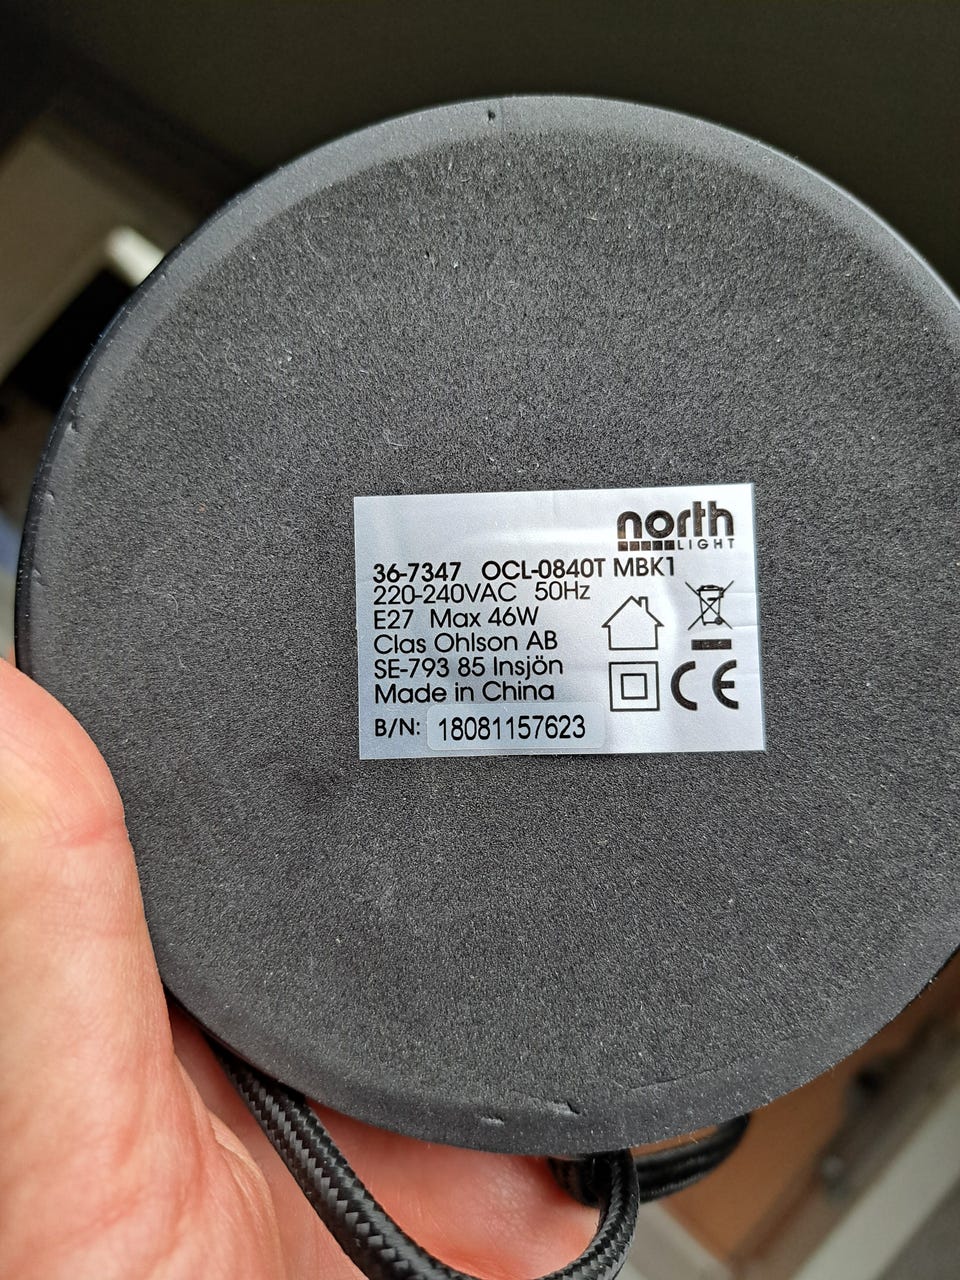 north
LIGHT
36-7347 OCL-0840T MBK1
220-240VAC 50Hz
E27 Max 46W
Clas Ohlson AB
SE-793 85 Insjön
Made in China
B/N: 18081157623
CE